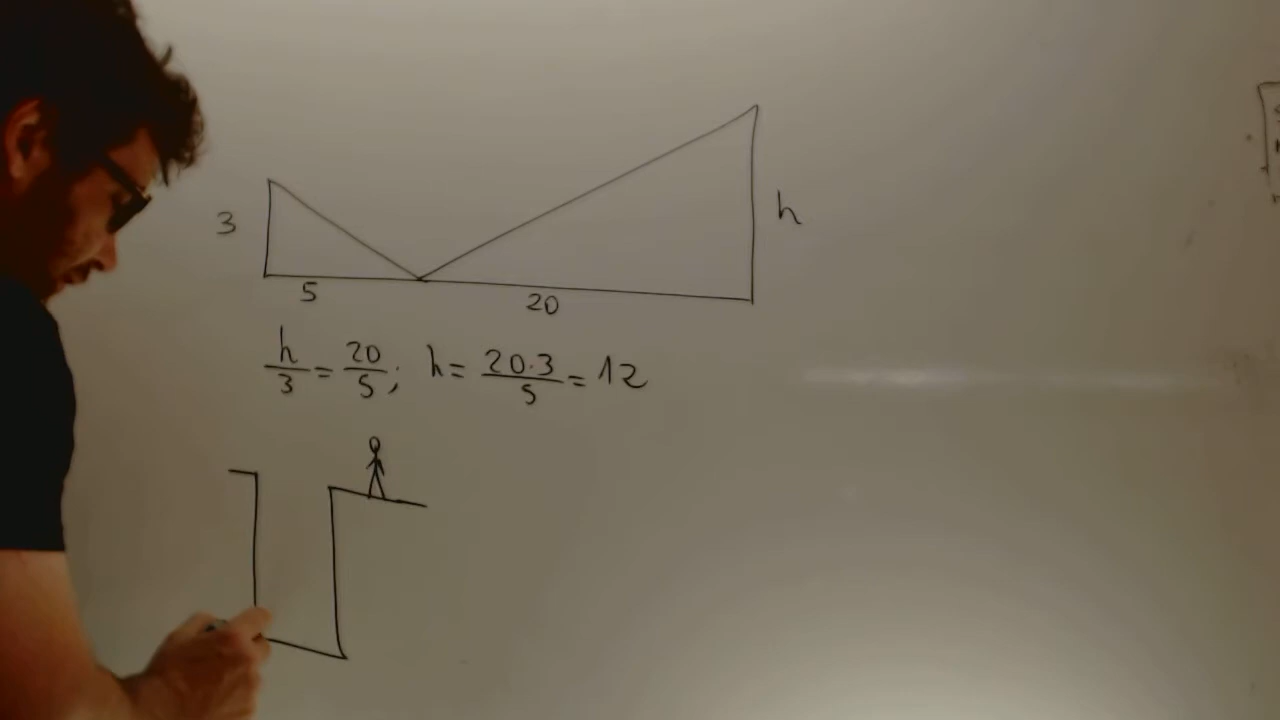 3
h
5
20
h/3 = 20/5; h = 20·3/5 = 12